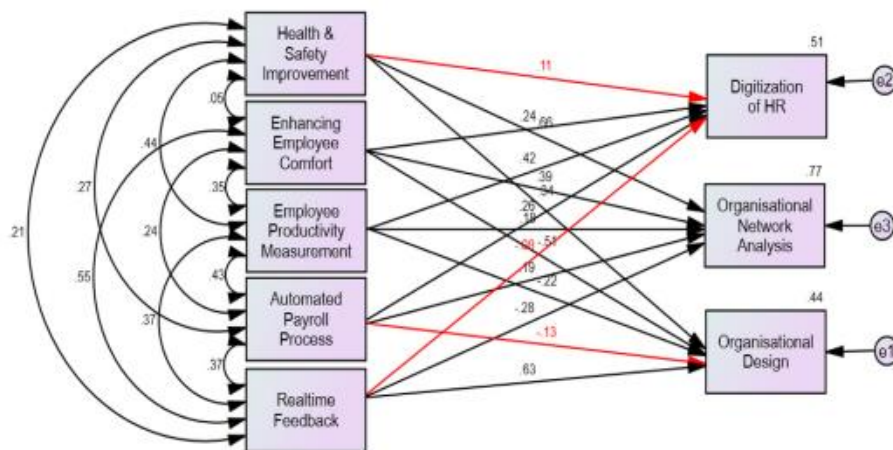 Health &
Safety
Improvement
Enhancing
Employee
Comfort
Employee
Productivity
Measurement
Automated
Payroll
Process
Realtime
Feedback
.05
.44
.27
.35
.21
.24
.43
.55
.37
.37
.11
.24
.66
.42
.39
.34
.26
.18
-.51
.19
-.22
-.28
-.13
.63
.51
Digitization
of HR
e2
.77
Organisational
Network
Analysis
e3
.44
Organisational
Design
e1